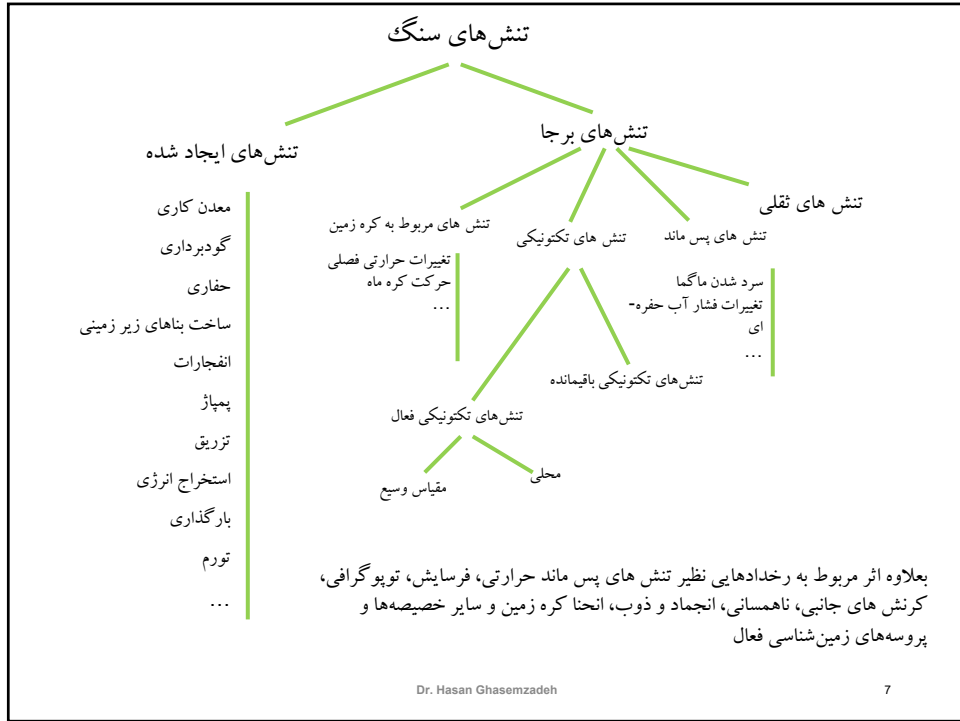 تنش‌های سنگ
تنش‌های برجا
تنش‌های ایجاد شده
تنش های ثقلی
تنش های پس ماند
تنش های تکتونیکی
تنش های مربوط به کره زمین
سرد شدن ماگما
تغییرات فشار آب حفره-
ای
...
تغییرات حرارتی فصلی
حرکت کره ماه
...
تنش‌های تکتونیکی باقیمانده
تنش‌های تکتونیکی فعال
محلی
مقیاس وسیع
معدن کاری
گودبرداری
حفاری
ساخت بناهای زیر زمینی
انفجارات
پمپاژ
تزریق
استخراج انرژی
بارگذاری
تورم
...
بعلاوه اثر مربوط به رخدادهایی نظیر تنش های پس ماند حرارتی، فرسایش، توپوگرافی،
کرنش های جانبی، ناهمسانی، انجماد و ذوب، انحنا کره زمین و سایر خصیصه‌ها و
پروسه‌های زمین‌شناسی فعال
Dr. Hasan Ghasemzadeh
7